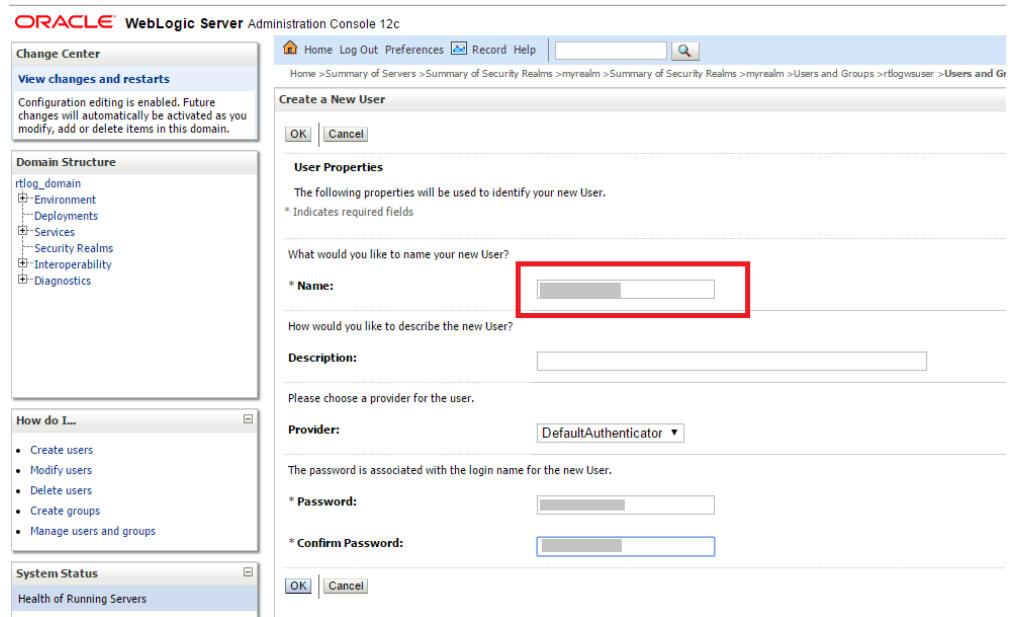 ORACLE WebLogic Server Administration Console 12c
Change Center
View changes and restarts
Configuration editing is enabled. Future
changes will automatically be activated as you
modify, add or delete items in this domain.
Domain Structure
rtlog_domain
Environment
Deployments
Services
Security Realms
Interoperability
Diagnostics
How do I...
Create users
Modify users
Delete users
Create groups
Manage users and groups
System Status
Health of Running Servers
Home Log Out Preferences Record Help
Home >Summary of Servers >Summary of Security Realms >myrealm >Summary of Security Realms >myrealm >Users and Groups >rtlogwsuser >Users and Gr
Create a New User
OK Cancel
User Properties
The following properties will be used to identify your new User.
* Indicates required fields
What would you like to name your new User?
* Name:
How would you like to describe the new User?
Description:
Please choose a provider for the user.
Provider: DefaultAuthenticator
The password is associated with the login name for the new User.
* Password:
* Confirm Password:
OK Cancel